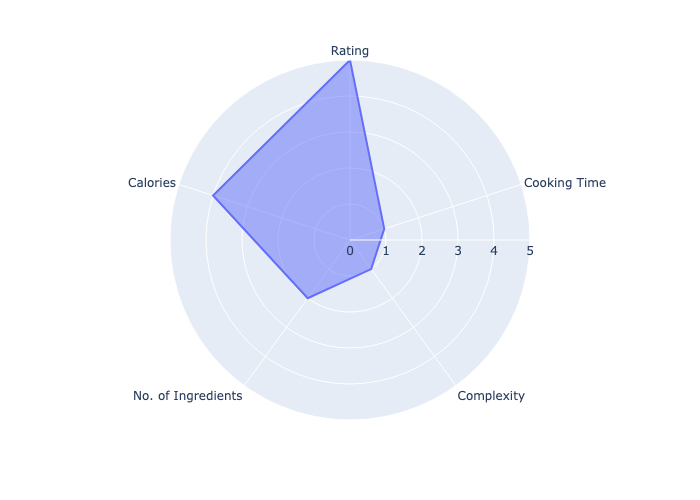 Rating
Calories
Cooking Time
0 1 2 3 4 5
No. of Ingredients
Complexity